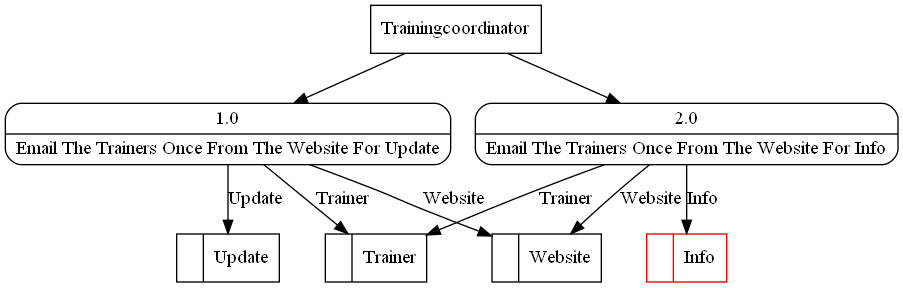 Trainingcoordinator
1.0
Email The Trainers Once From The Website For Update
2.0
Email The Trainers Once From The Website For Info
Update
Trainer
Website
Trainer
Website
Info
Update
Trainer
Website
Info